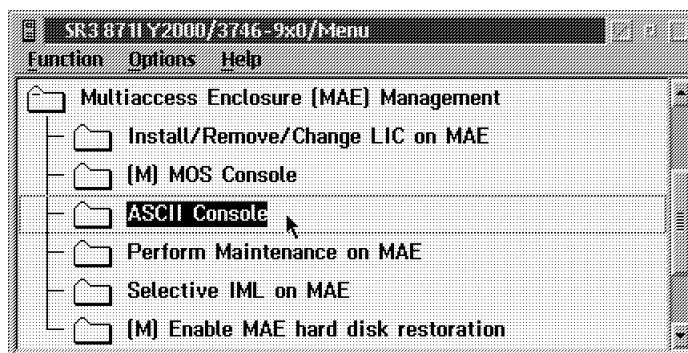 SR3 871I Y2000/3746-9x0/Menu
Function Options Help
Multiaccess Enclosure (MAE) Management
Install/Remove/Change LIC on MAE
(M) MOS Console
ASCII Console
Perform Maintenance on MAE
Selective IML on MAE
(M) Enable MAE hard disk restoration